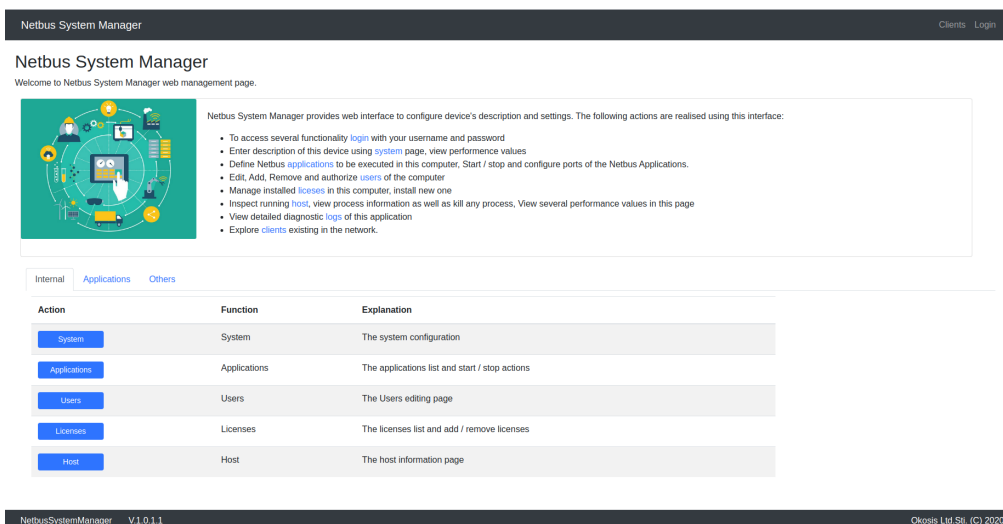 Netbus System Manager Clients Login
Netbus System Manager
Welcome to Netbus System Manager web management page.
Netbus System Manager provides web interface to configure device's description and settings. The following actions are realised using this interface:
• To access several functionality login with your username and password
• Enter description of this device using system page, view performance values
• Define Netbus applications to be executed in this computer, Start / stop and configure ports of the Netbus Applications.
• Edit, Add, Remove and authorize users of the computer
• Manage installed liceses in this computer, install new one
• Inspect running host, view process information as well as kill any process, View several performance values in this page
• View detailed diagnostic logs of this application
• Explore clients existing in the network.
Internal Applications Others
Action Function Explanation
System System The system configuration
Applications Applications The applications list and start / stop actions
Users Users The Users editing page
Licenses Licenses The licenses list and add / remove licenses
Host Host The host information page
NetbusSystemManager V.1.0.1.1 Okosis Ltd.Sti. (C) 2020